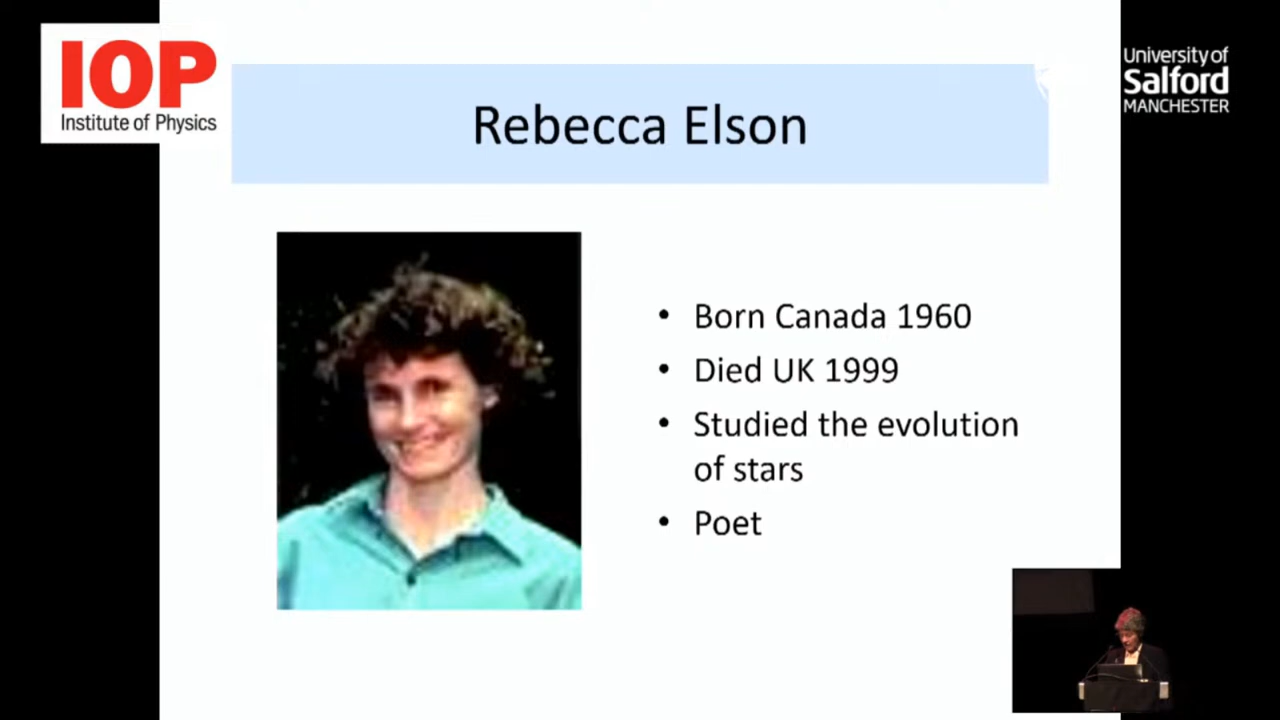 IOP
Institute of Physics
University of
Salford
MANCHESTER
Rebecca Elson
• Born Canada 1960
• Died UK 1999
• Studied the evolution
of stars
• Poet